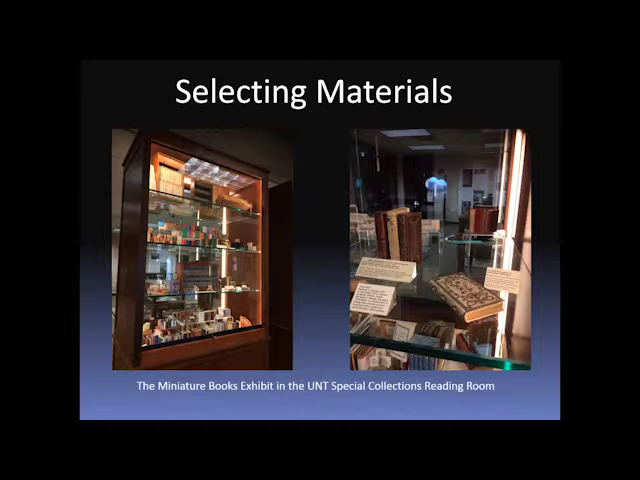 Selecting Materials
The Miniature Books Exhibit in the UNT Special Collections Reading Room